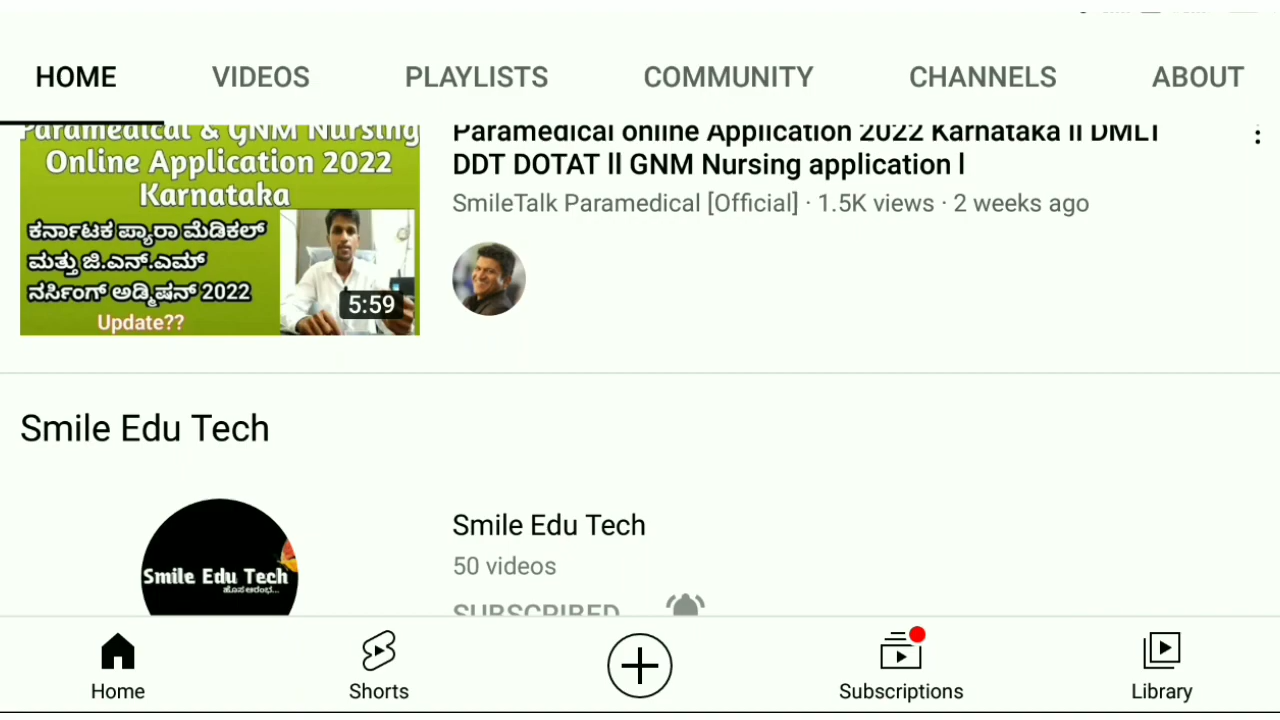 HOME VIDEOS PLAYLISTS COMMUNITY CHANNELS ABOUT
Paramedical & GNM Nursing
Online Application 2022
Karnataka
ಕರ್ನಾಟಕ ಪ್ಯಾರಾ ಮೆಡಿಕಲ್
ಮತ್ತು ಜಿ.ಎನ್.ಎಮ್
ನರ್ಸಿಂಗ್ ಅಡ್ಮಿಷನ್ 2022
Update??
5:59
Paramedical online Application 2022 Karnataka ll DMLT
DDT DOTAT ll GNM Nursing application l
SmileTalk Paramedical [Official] · 1.5K views · 2 weeks ago
Smile Edu Tech
Smile Edu Tech
ಹೊಸ ಆರಂಭ...
Smile Edu Tech
50 videos
SUBSCRIBED
Home Shorts Subscriptions Library